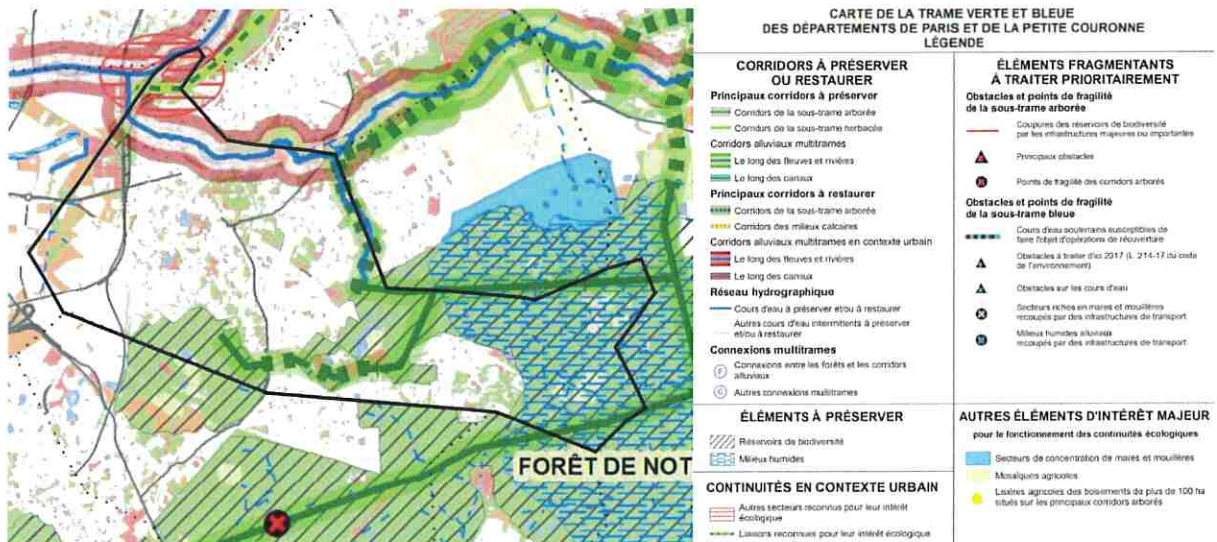 CARTE DE LA TRAME VERTE ET BLEUE
DES DÉPARTEMENTS DE PARIS ET DE LA PETITE COURONNE
LÉGENDE
CORRIDORS À PRÉSERVER
OU RESTAURER
Principaux corridors à préserver
Corridors de la sous-trame arborée
Corridors de la sous-trame herbacée
Corridors alluviaux multitrames
Le long des fleuves et rivières
Le long des canaux
Principaux corridors à restaurer
Corridors de la sous-trame arborée
Corridors des milieux calcaires
Corridors alluviaux multitrames en contexte urbain
Le long des fleuves et rivières
Le long des canaux
Réseau hydrographique
Cours d'eau à préserver et/ou à restaurer
Autres cours d'eau intermittents à préserver
et/ou à restaurer
Connexions multitrames
F
Connexions entre les forêts et les corridors
alluviaux
G
Autres connexions multitrames
ÉLÉMENTS À PRÉSERVER
Réservoirs de biodiversité
Milieux humides
CONTINUITÉS EN CONTEXTE URBAIN
Autres secteurs reconnus pour leur intérêt
écologique
Liaisons reconnues pour leur intérêt écologique
ÉLÉMENTS FRAGMENTANTS
À TRAITER PRIORITAIREMENT
Obstacles et points de fragilité
de la sous-trame arborée
Coupures des réservoirs de biodiversité
par les infrastructures majeures ou importantes
Principaux obstacles
Points de fragilité des corridors arborés
Obstacles et points de fragilité
de la sous-trame bleue
Cours d'eau souterrains susceptibles de
faire l'objet d'opérations de réouverture
Obstacles à traiter d'ici 2017 (L. 214-17 du code
de l'environnement)
Obstacles sur les cours d'eau
Secteurs riches en mares et mouillères
recoupés par des infrastructures de transport
Milieux humides alluviaux
recoupés par des infrastructures de transport
AUTRES ÉLÉMENTS D'INTÉRÊT MAJEUR
pour le fonctionnement des continuités écologiques
Secteurs de concentration de mares et mouillères
Mosaïques agricoles
Lisières agricoles des boisements de plus de 100 ha
situés sur les principaux corridors arborés
FORÊT DE NOT